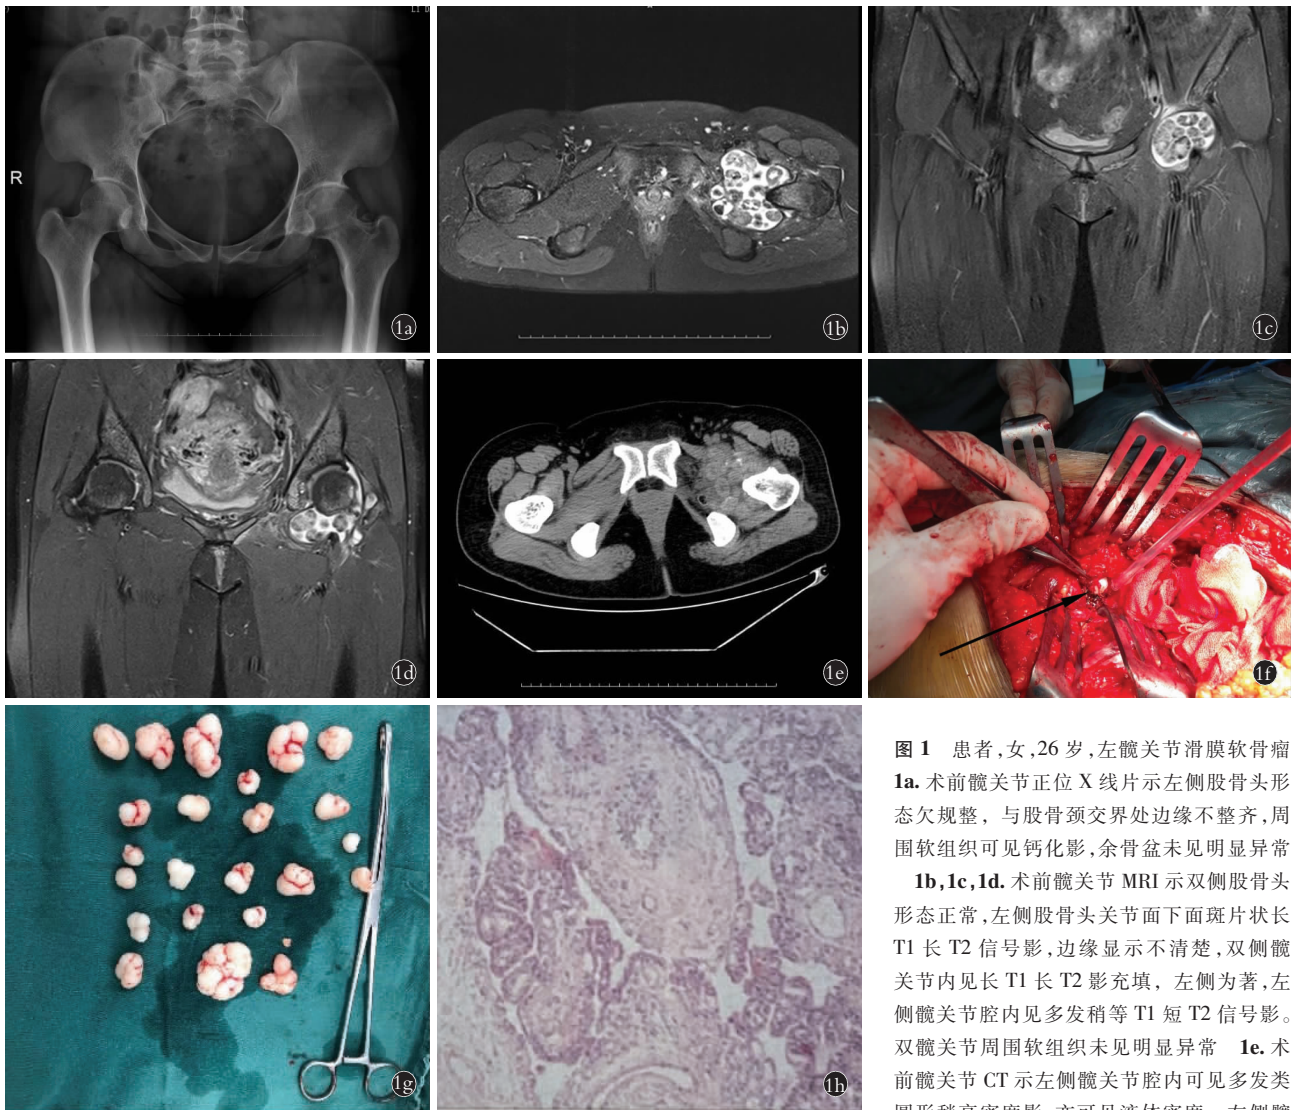 R
1a
1b
1c
1d
1e
1f
1g
1h
图 1 患者,女,26 岁,左髋关节滑膜软骨瘤
1a. 术前髋关节正位 X 线片示左侧股骨头形
态欠规整，与股骨颈交界处边缘不整齐,周
围软组织可见钙化影,余骨盆未见明显异常
1b,1c,1d. 术前髋关节 MRI 示双侧股骨头
形态正常,左侧股骨头关节面下面斑片状长
T1 长 T2 信号影,边缘显示不清楚,双侧髋
关节内见长 T1 长 T2 影充填，左侧为著,左
侧髋关节腔内见多发稍等 T1 短 T2 信号影。
双髋关节周围软组织未见明显异常 1e. 术
前髋关节 CT 示左侧髋关节腔内可见多发类